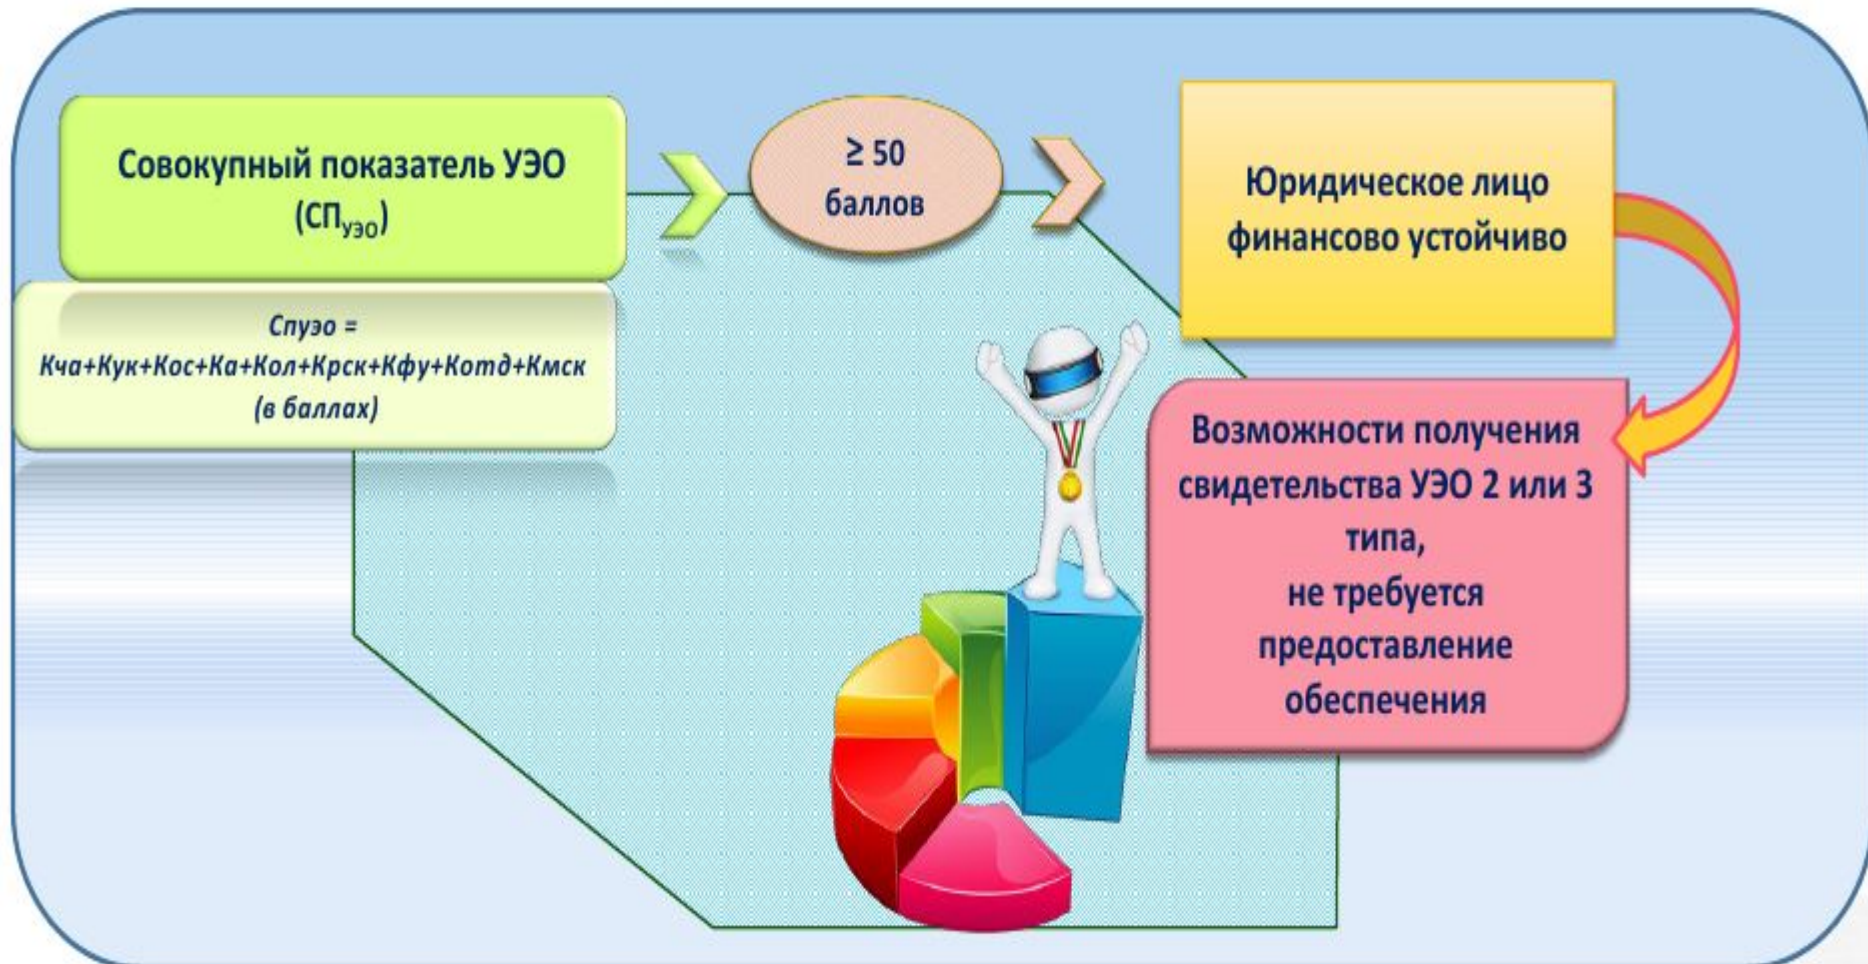 Совокупный показатель УЭО
(СПУЭО)
≥ 50
баллов
Юридическое лицо
финансово устойчиво
Спуэо =
Кча+Кук+Кос+Ка+Кол+Крск+Кфу+Котд+Кмск
(в баллах)
Возможности получения
свидетельства УЭО 2 или 3
типа,
не требуется
предоставление
обеспечения